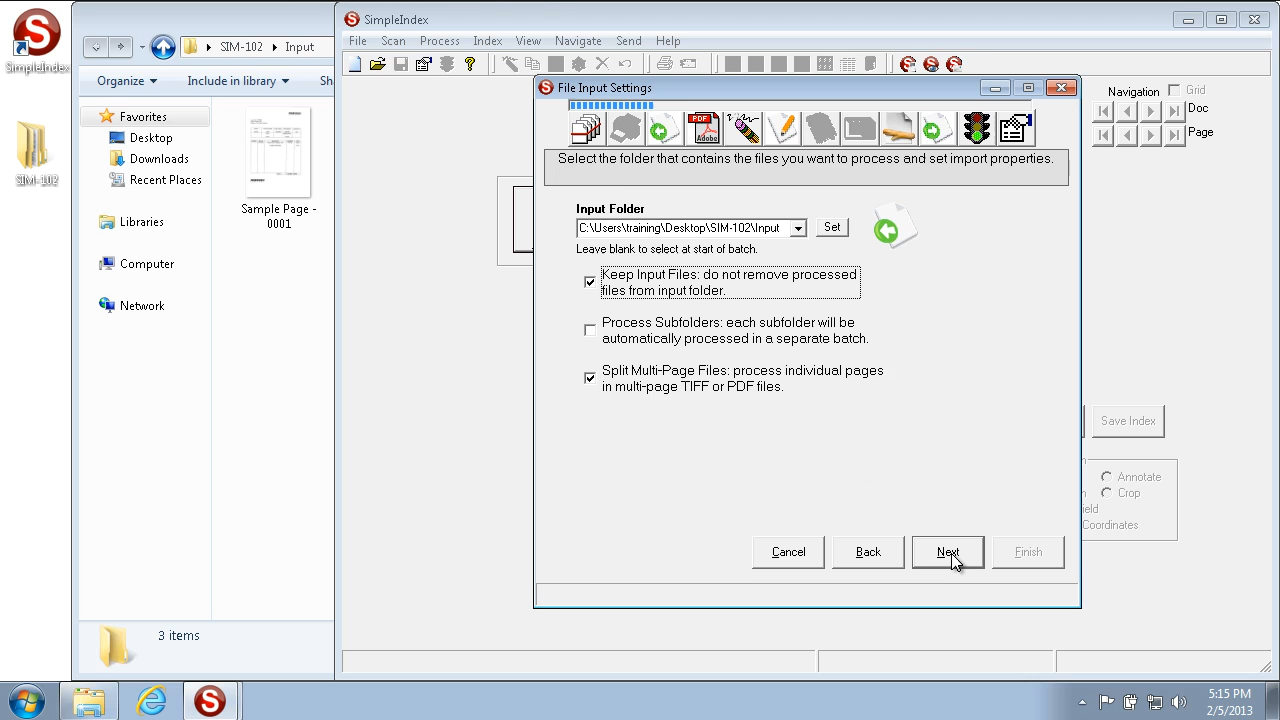 SimpleIndex
SIM-102
SIM-102
Input
Organize
Include in library
Sh
Favorites
Desktop
Downloads
Recent Places
Libraries
Computer
Network
Sample Page -
0001
3 items
SimpleIndex
File
Scan
Process
Index
View
Navigate
Send
Help
Navigation
Grid
Doc
Page
Save Index
Annotate
Crop
Coordinates
File Input Settings
PDF
Adobe
Select the folder that contains the files you want to process and set import properties.
Input Folder
C:\Users\training\Desktop\SIM-102\Input
Set
Leave blank to select at start of batch.
Keep Input Files: do not remove processed
files from input folder.
Process Subfolders: each subfolder will be
automatically processed in a separate batch.
Split Multi-Page Files: process individual pages
in multi-page TIFF or PDF files.
Cancel
Back
Next
Finish
5:15 PM
2/5/2013